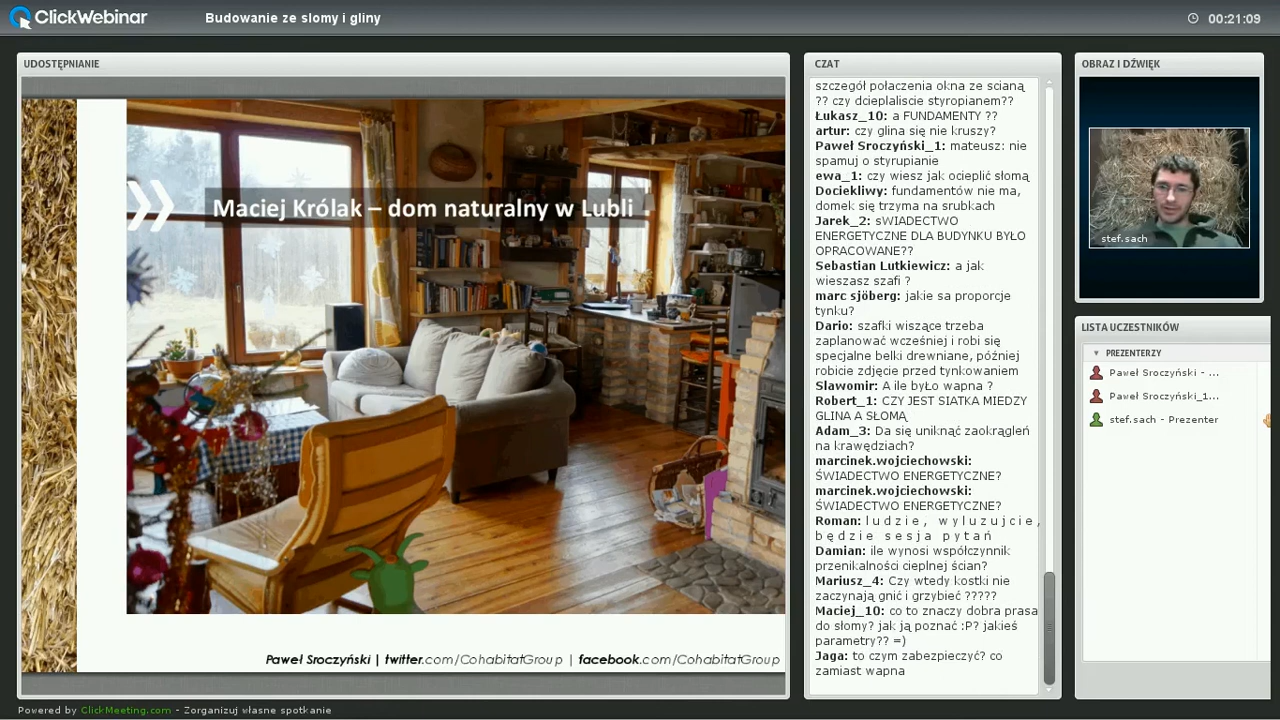 ClickWebinar
Budowanie ze slomy i gliny
00:21:09
UDOSTĘPNIANIE
Maciej Królak – dom naturalny w Lubli
Paweł Sroczyński | twitter.com/CohabitatGroup | facebook.com/CohabitatGroup
CZAT
szczegół połaczenia okna ze scianą
?? czy dcieplaliscie styropianem??
Łukasz_10: a FUNDAMENTY ??
artur: czy glina się nie kruszy?
Paweł Sroczyński_1: mateusz: nie
spamuj o styrupianie
ewa_1: czy wiesz jak ocieplić słomą
Dociekliwy: fundamentów nie ma,
domek się trzyma na srubkach
Jarek_2: sWIADECTWO
ENERGETYCZNE DLA BUDYNKU BYŁO
OPRACOWANE??
Sebastian Lutkiewicz: a jak
wieszasz szafi ?
marc sjöberg: jakie sa proporcje
tynku?
Dario: szafki wiszące trzeba
zaplanować wcześniej i robi się
specjalne belki drewniane, później
robicie zdjęcie przed tynkowaniem
Slawomir: A ile byŁo wapna ?
Robert_1: CZY JEST SIATKA MIEDZY
GLINA A SŁOMĄ
Adam_3: Da się uniknąć zaokrągleń
na krawędziach?
marcinek.wojciechowski:
ŚWIADECTWO ENERGETYCZNE?
marcinek.wojciechowski:
ŚWIADECTWO ENERGETYCZNE?
Roman: l u d z i e , w y l u z u j c i e ,
b ę d z i e s e s j a p y t a ń
Damian: ile wynosi współczynnik
przenikalności cieplnej ścian?
Mariusz_4: Czy wtedy kostki nie
zaczynają gnić i grzybieć ?????
Maciej_10: co to znaczy dobra prasa
do słomy? jak ją poznać :P? jakieś
parametry?? =)
Jaga: to czym zabezpieczyć? co
zamiast wapna
OBRAZ I DŹWIĘK
stef.sach
LISTA UCZESTNIKÓW
PREZENTERZY
Paweł Sroczyński - ...
Paweł Sroczyński_1...
stef.sach - Prezenter
Powered by ClickMeeting.com - Zorganizuj własne spotkanie